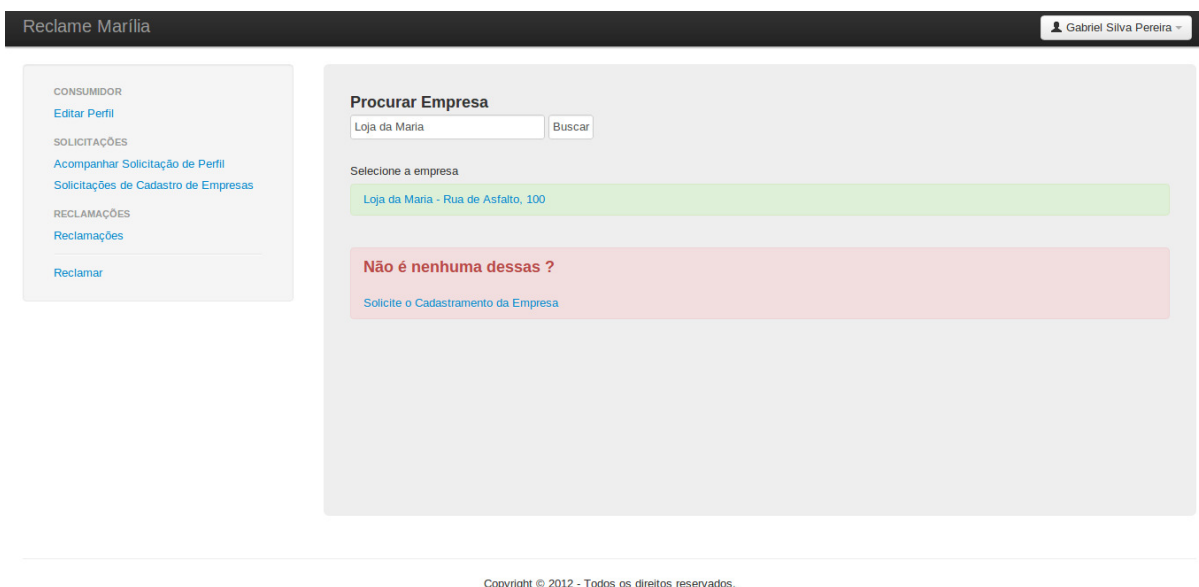 Reclame Marília
Gabriel Silva Pereira
CONSUMIDOR
Editar Perfil
SOLICITAÇÕES
Acompanhar Solicitação de Perfil
Solicitações de Cadastro de Empresas
RECLAMAÇÕES
Reclamações
Reclamar
Procurar Empresa
Loja da Maria
Buscar
Selecione a empresa
Loja da Maria - Rua de Asfalto, 100
Não é nenhuma dessas ?
Solicite o Cadastramento da Empresa
Copyright © 2012 - Todos os direitos reservados.